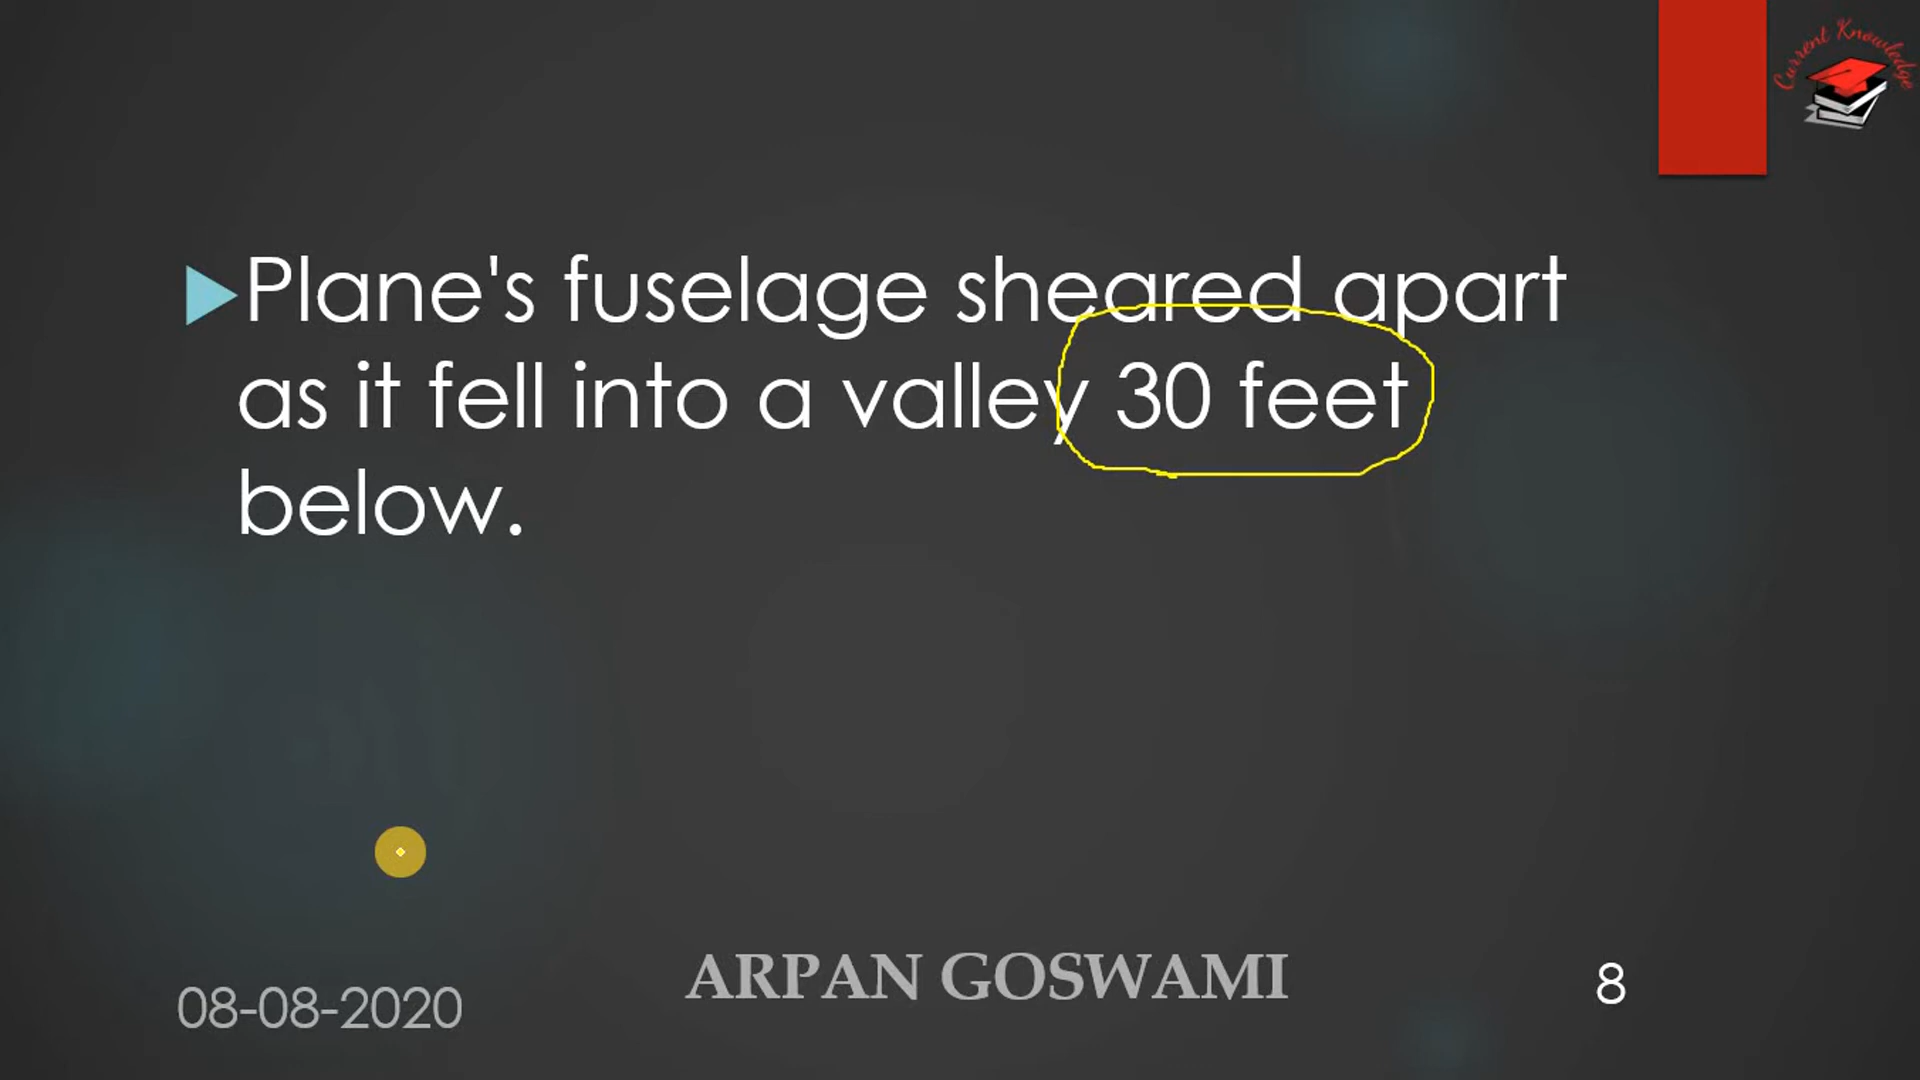 Current Knowledge
Plane's fuselage sheared apart
as it fell into a valley 30 feet
below.
08-08-2020
ARPAN GOSWAMI
8